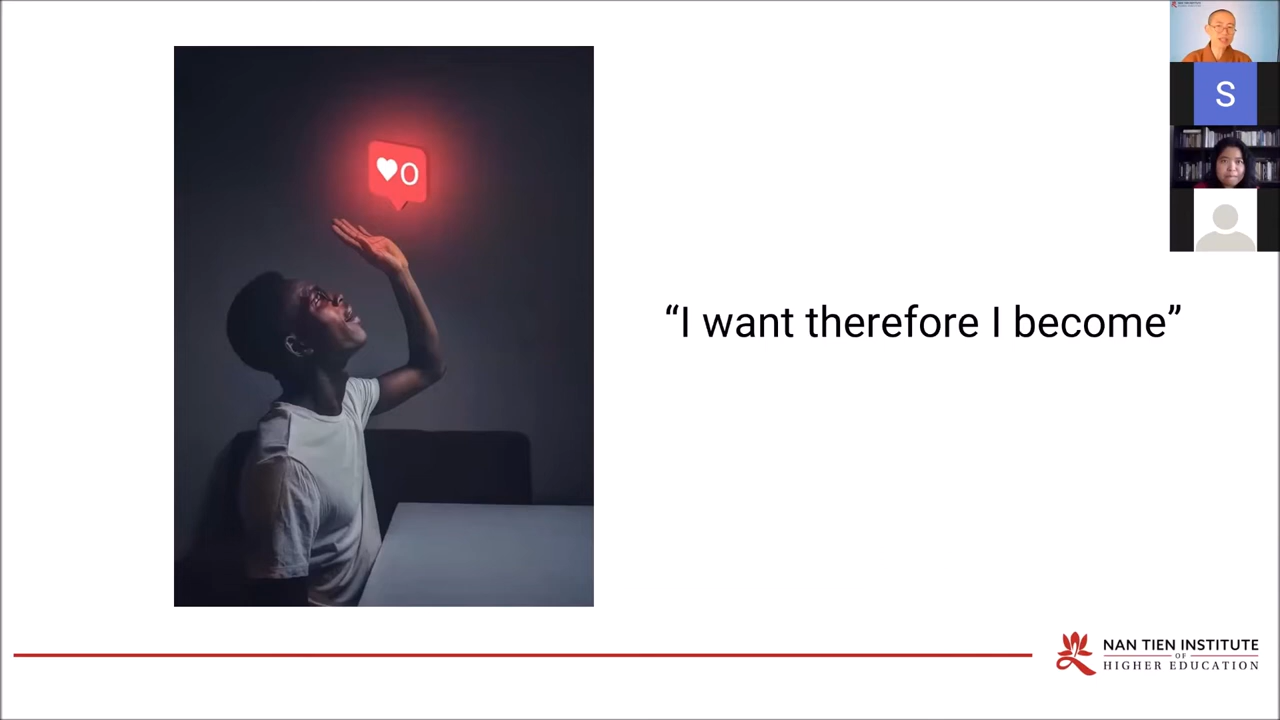 0
S
“I want therefore I become”
NAN TIEN INSTITUTE
OF
HIGHER EDUCATION